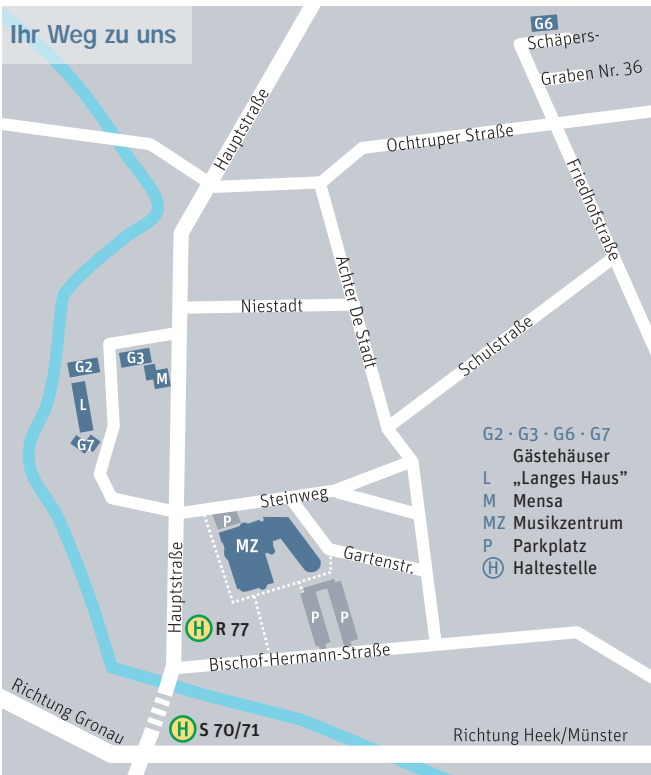 Ihr Weg zu uns
G6
Schäpers-
Graben Nr. 36
Hauptstraße
Ochtruper Straße
Friedhofstraße
Achter De Stadt
Niestadt
Schulstraße
G2
G3
M
L
G7
G2 · G3 · G6 · G7
Gästehäuser
L „Langes Haus”
M Mensa
MZ Musikzentrum
P Parkplatz
H Haltestelle
Steinweg
P
MZ
Gartenstr.
Hauptstraße
P P
H R 77
Bischof-Hermann-Straße
Richtung Gronau
H S 70/71
Richtung Heek/Münster